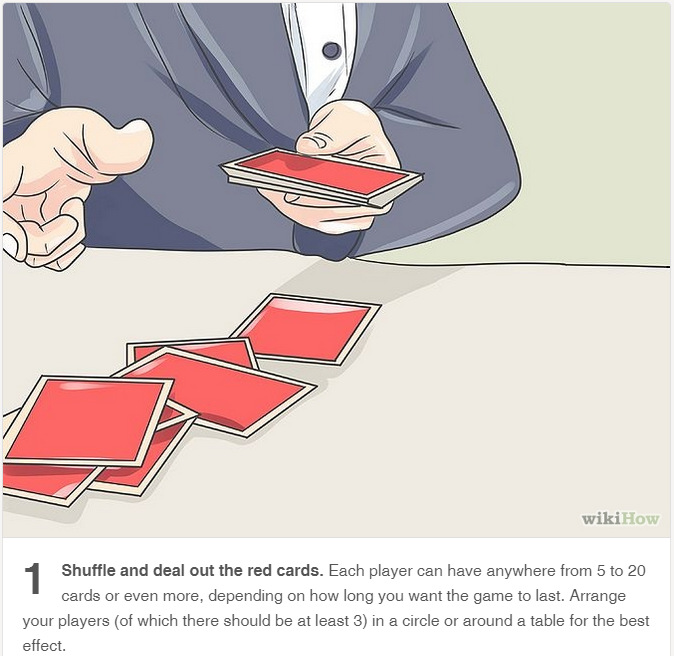 wikiHow
1 Shuffle and deal out the red cards. Each player can have anywhere from 5 to 20
cards or even more, depending on how long you want the game to last. Arrange
your players (of which there should be at least 3) in a circle or around a table for the best
effect.